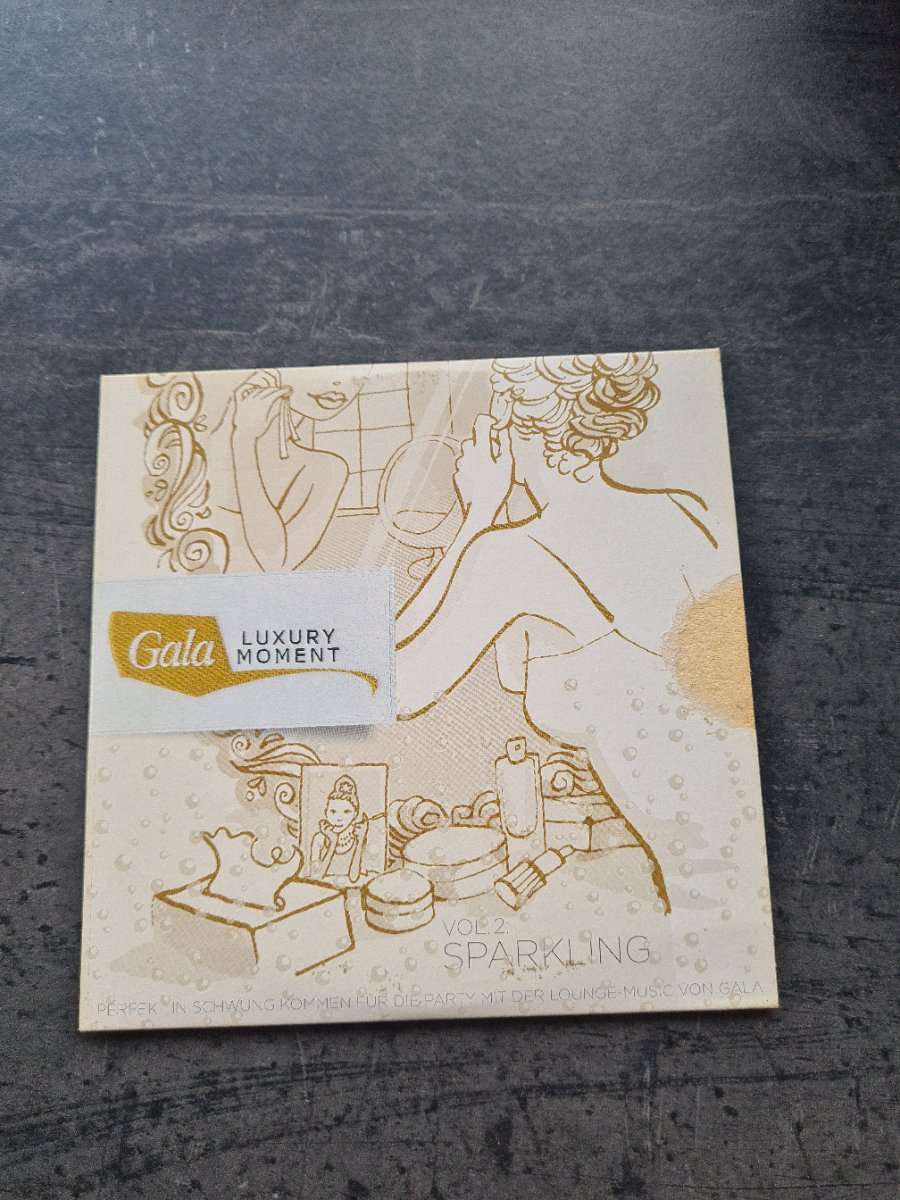 Gala
LUXURY
MOMENT
VOL. 2:
SPARKLING
PERFEKT IN SCHWUNG KOMMEN FÜR DIE PARTY MIT DER LOUNGE-MUSIC VON GALA